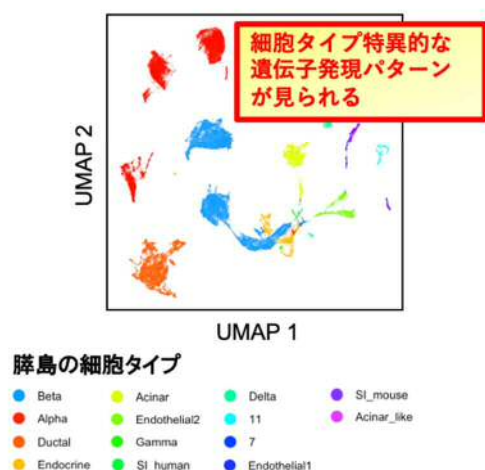 細胞タイプ特異的な
遺伝子発現パターン
が見られる
UMAP 2
UMAP 1
膵島の細胞タイプ
Beta
Acinar
Delta
SI_mouse
Alpha
Endothelial2
11
Acinar_like
Ductal
Gamma
7
Endocrine
SI_human
Endothelial1